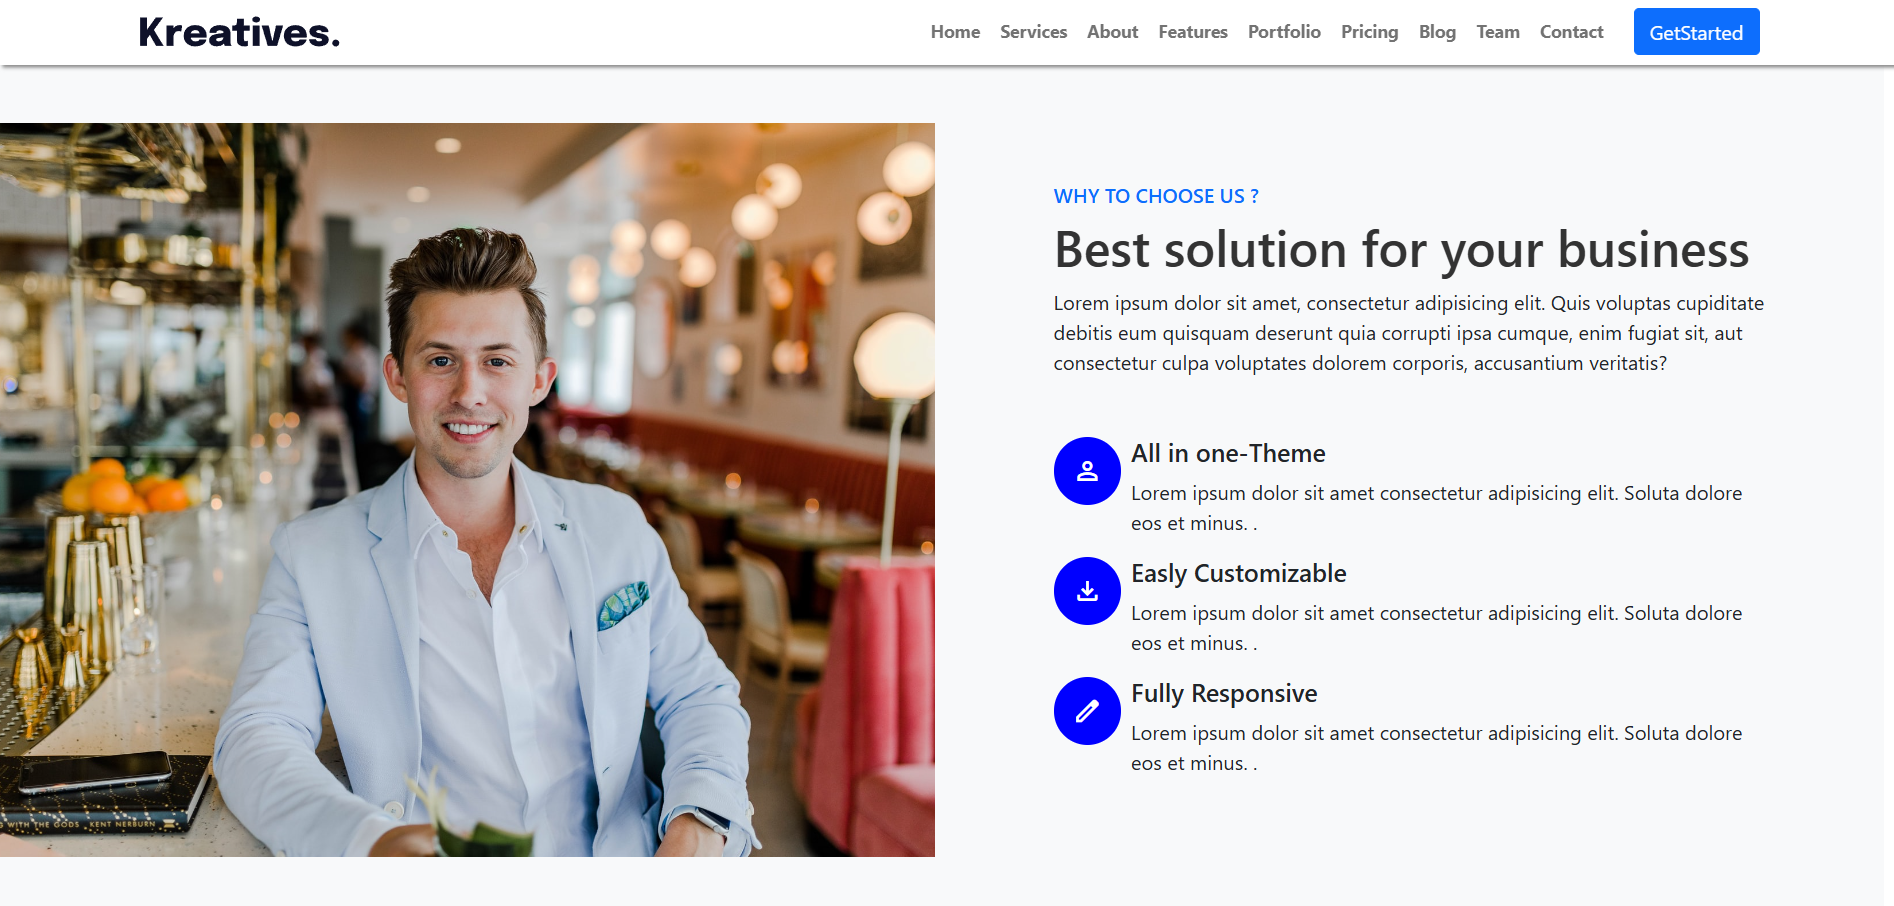 Kreatives.
Home Services About Features Portfolio Pricing Blog Team Contact GetStarted
WHY TO CHOOSE US ?
Best solution for your business
Lorem ipsum dolor sit amet, consectetur adipisicing elit. Quis voluptas cupiditate
debitis eum quisquam deserunt quia corrupti ipsa cumque, enim fugiat sit, aut
consectetur culpa voluptates dolorem corporis, accusantium veritatis?
All in one-Theme
Lorem ipsum dolor sit amet consectetur adipisicing elit. Soluta dolore
eos et minus. .
Easly Customizable
Lorem ipsum dolor sit amet consectetur adipisicing elit. Soluta dolore
eos et minus. .
Fully Responsive
Lorem ipsum dolor sit amet consectetur adipisicing elit. Soluta dolore
eos et minus. .
WITH THE GODS . KENT NERBURN